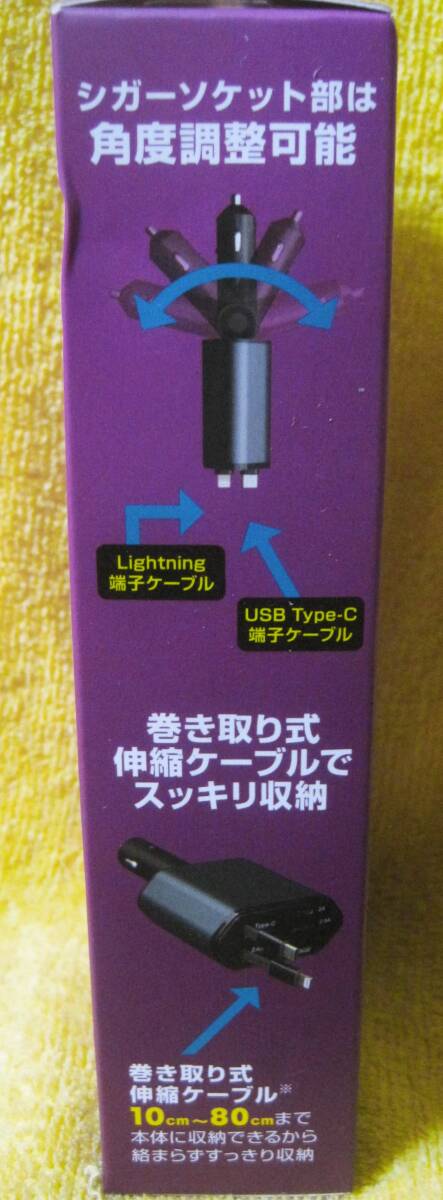 シガーソケット部は
角度調整可能
Lightning
端子ケーブル
USB Type-C
端子ケーブル
巻き取り式
伸縮ケーブルで
スッキリ収納
Type-C
巻き取り式
伸縮ケーブル※
10cm～80cmまで
本体に収納できるから
絡まらずすっきり収納